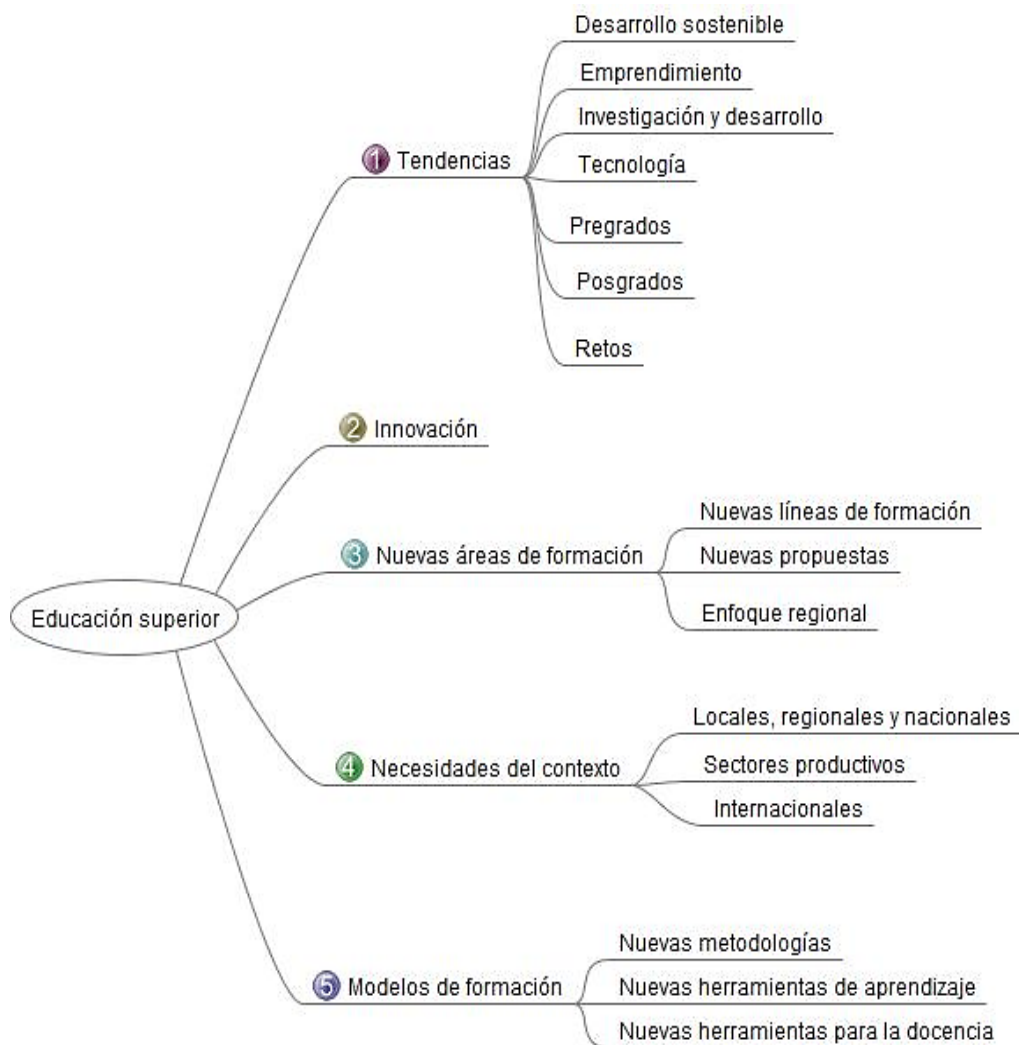 Desarrollo sostenible
Emprendimiento
Investigación y desarrollo
1 Tendencias
Tecnología
Pregrados
Posgrados
Retos
2 Innovación
Nuevas líneas de formación
3 Nuevas áreas de formación
Nuevas propuestas
Enfoque regional
Educación superior
Locales, regionales y nacionales
4 Necesidades del contexto
Sectores productivos
Internacionales
Nuevas metodologías
5 Modelos de formación
Nuevas herramientas de aprendizaje
Nuevas herramientas para la docencia